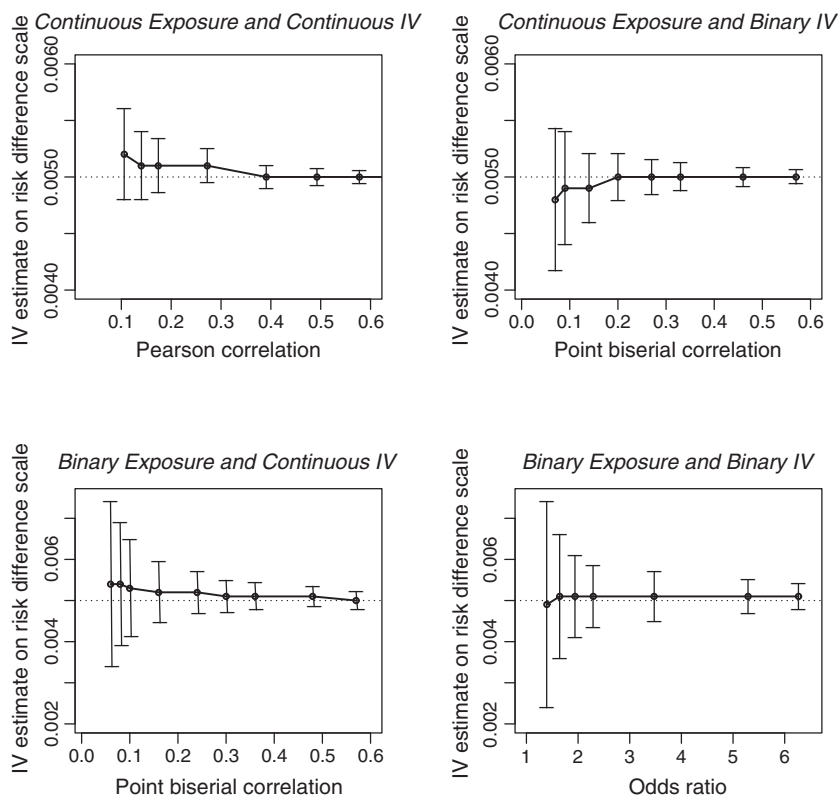 Continuous Exposure and Continuous IV
IV estimate on risk difference scale
0.0060
0.0050
0.0040
0.1 0.2 0.3 0.4 0.5 0.6
Pearson correlation
Continuous Exposure and Binary IV
IV estimate on risk difference scale
0.0060
0.0050
0.0040
0.0 0.1 0.2 0.3 0.4 0.5 0.6
Point biserial correlation
Binary Exposure and Continuous IV
IV estimate on risk difference scale
0.006
0.004
0.002
0.0 0.1 0.2 0.3 0.4 0.5 0.6
Point biserial correlation
Binary Exposure and Binary IV
IV estimate on risk difference scale
0.006
0.004
0.002
1 2 3 4 5 6
Odds ratio